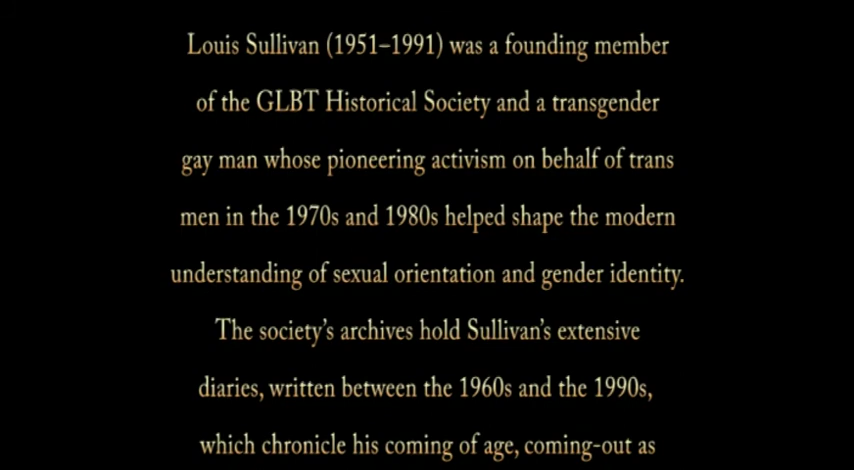 Louis Sullivan (1951–1991) was a founding member
of the GLBT Historical Society and a transgender
gay man whose pioneering activism on behalf of trans
men in the 1970s and 1980s helped shape the modern
understanding of sexual orientation and gender identity.
The society’s archives hold Sullivan’s extensive
diaries, written between the 1960s and the 1990s,
which chronicle his coming of age, coming-out as